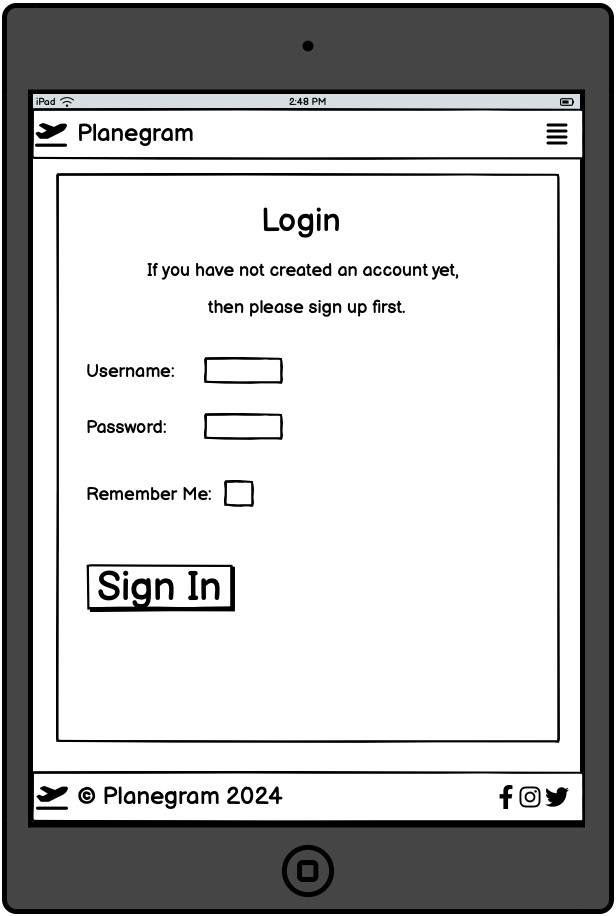 iPad 2:48 PM
Planegram
Login
If you have not created an account yet,
then please sign up first.
Username:
Password:
Remember Me:
Sign In
© Planegram 2024